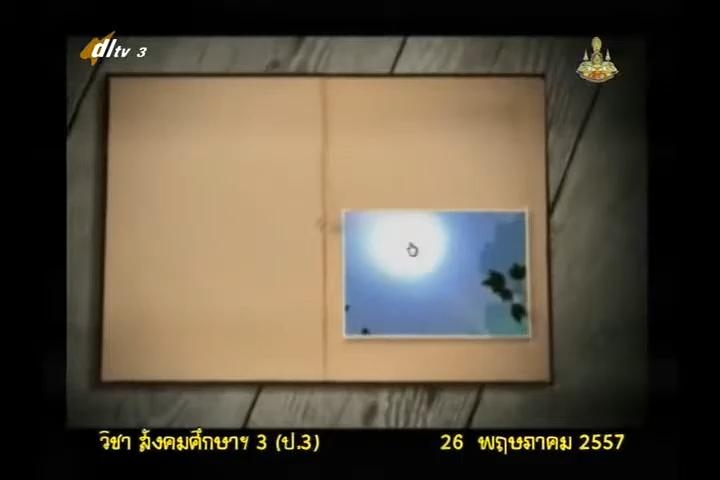 dltv 3
วิชา สังคมศึกษาฯ 3 (ป.3)
26 พฤษภาคม 2557